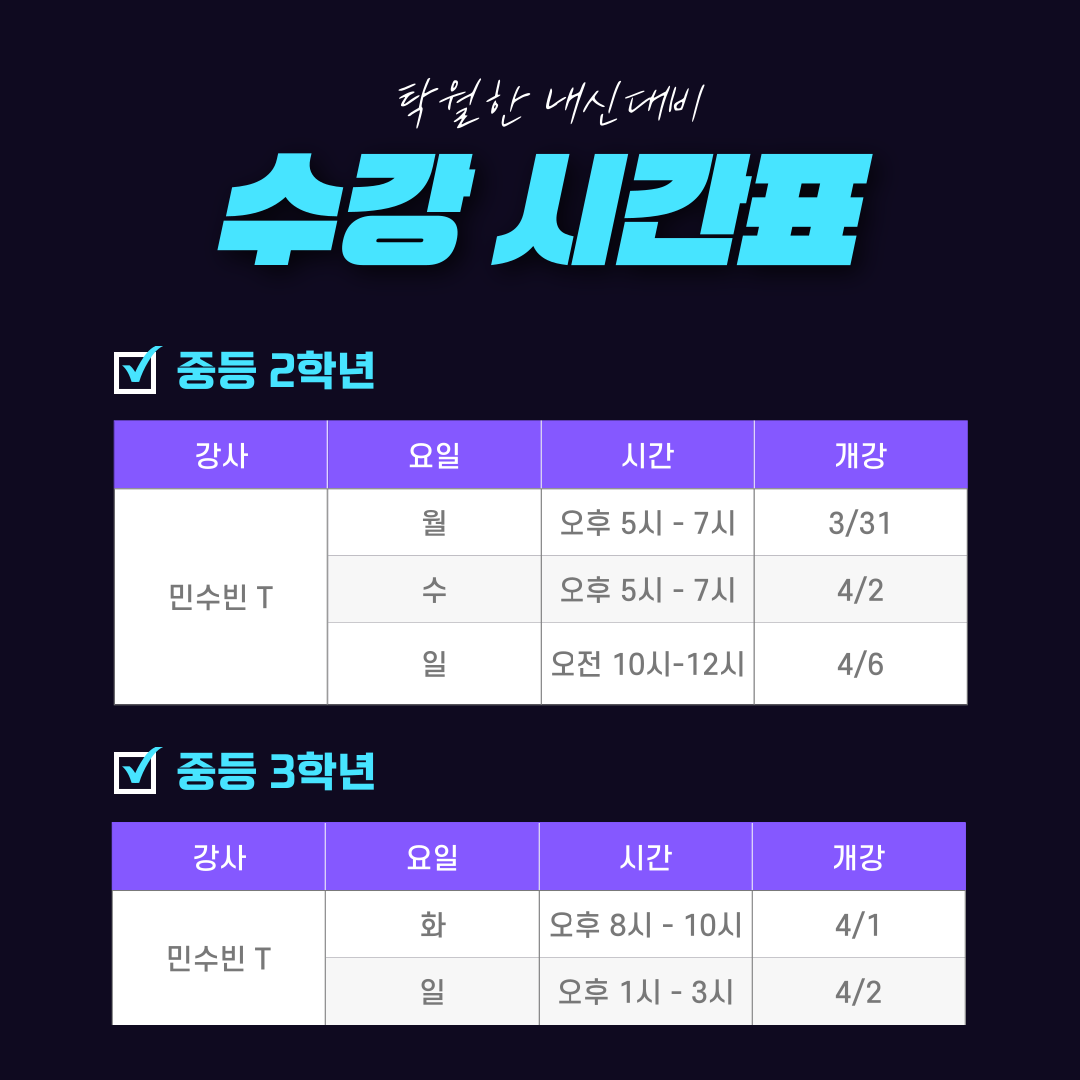 탁월한 내신대비
수강 시간표
중등 2학년
강사 요일 시간 개강
민수빈 T
월 오후 5시 - 7시 3/31
수 오후 5시 - 7시 4/2
일 오전 10시-12시 4/6
중등 3학년
강사 요일 시간 개강
민수빈 T
화 오후 8시 - 10시 4/1
일 오후 1시 - 3시 4/2